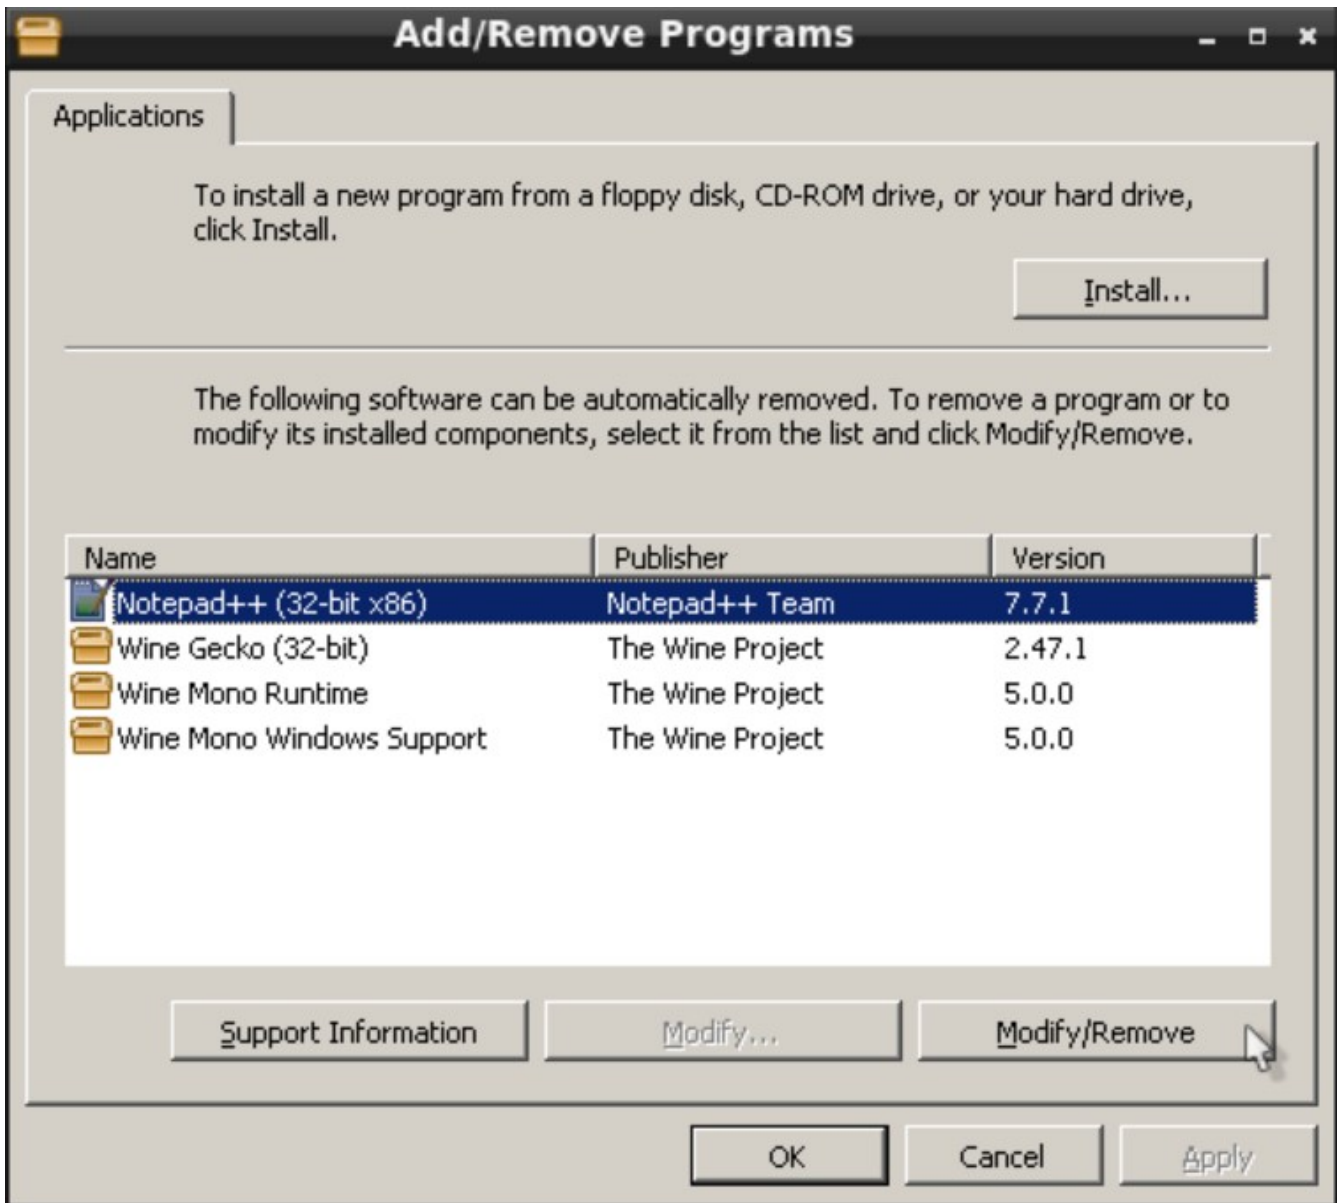 Add/Remove Programs
Applications
To install a new program from a floppy disk, CD-ROM drive, or your hard drive,
click Install.
Install...
The following software can be automatically removed. To remove a program or to
modify its installed components, select it from the list and click Modify/Remove.
Name Publisher Version
Notepad++ (32-bit x86) Notepad++ Team 7.7.1
Wine Gecko (32-bit) The Wine Project 2.47.1
Wine Mono Runtime The Wine Project 5.0.0
Wine Mono Windows Support The Wine Project 5.0.0
Support Information Modify... Modify/Remove
OK Cancel Apply